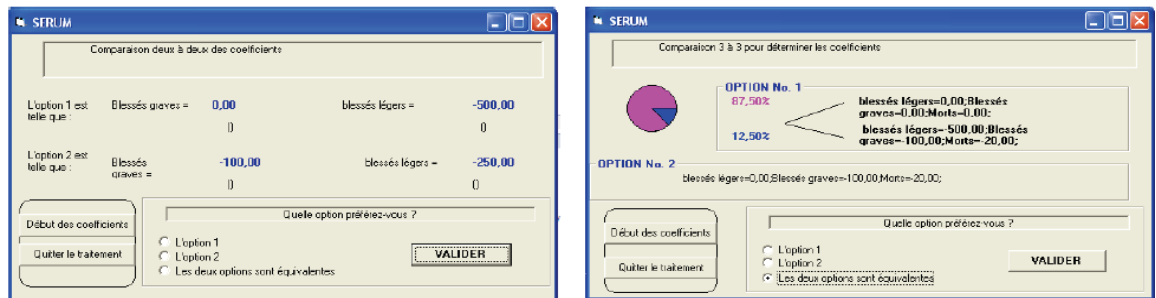 SERUM
Comparaison deux à deux des coefficients
L'option 1 est telle que :
Blessés graves = 0,00 blessés légers = -500,00
0 0
L'option 2 est telle que :
Blessés graves = -100,00 blessés légers = -250,00
0 0
Début des coefficients
Quitter le traitement
Quelle option préférez-vous ?
L'option 1
L'option 2
Les deux options sont équivalentes
VALIDER
SERUM
Comparaison 3 à 3 pour déterminer les coefficients
OPTION No. 1
87,50%
blessés légers=0,00;Blessés
graves=0,00;Morts=0,00;
12,50%
blessés légers=-500,00;Blessés
graves=-100,00;Morts=-20,00;
OPTION No. 2
blessés légers=0,00;Blessés graves=-100,00;Morts=-20,00;
Début des coefficients
Quitter le traitement
Quelle option préférez-vous ?
L'option 1
L'option 2
Les deux options sont équivalentes
VALIDER